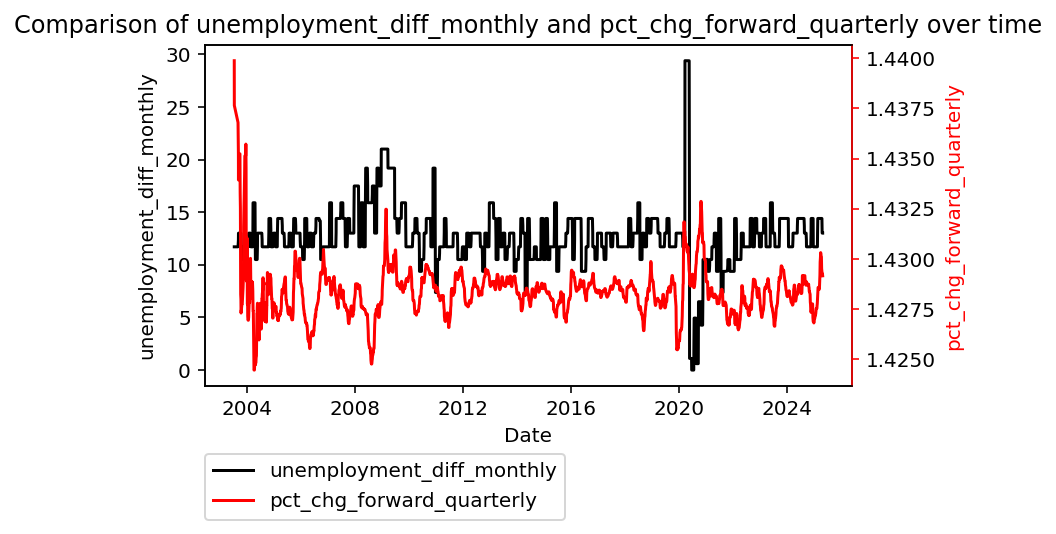 Comparison of unemployment_diff_monthly and pct_chg_forward_quarterly over time
unemployment_diff_monthly
30
25
20
15
10
5
0
1.4400
1.4375
1.4350
1.4325
1.4300
1.4275
1.4250
pct_chg_forward_quarterly
2004 2008 2012 2016 2020 2024
Date
unemployment_diff_monthly
pct_chg_forward_quarterly